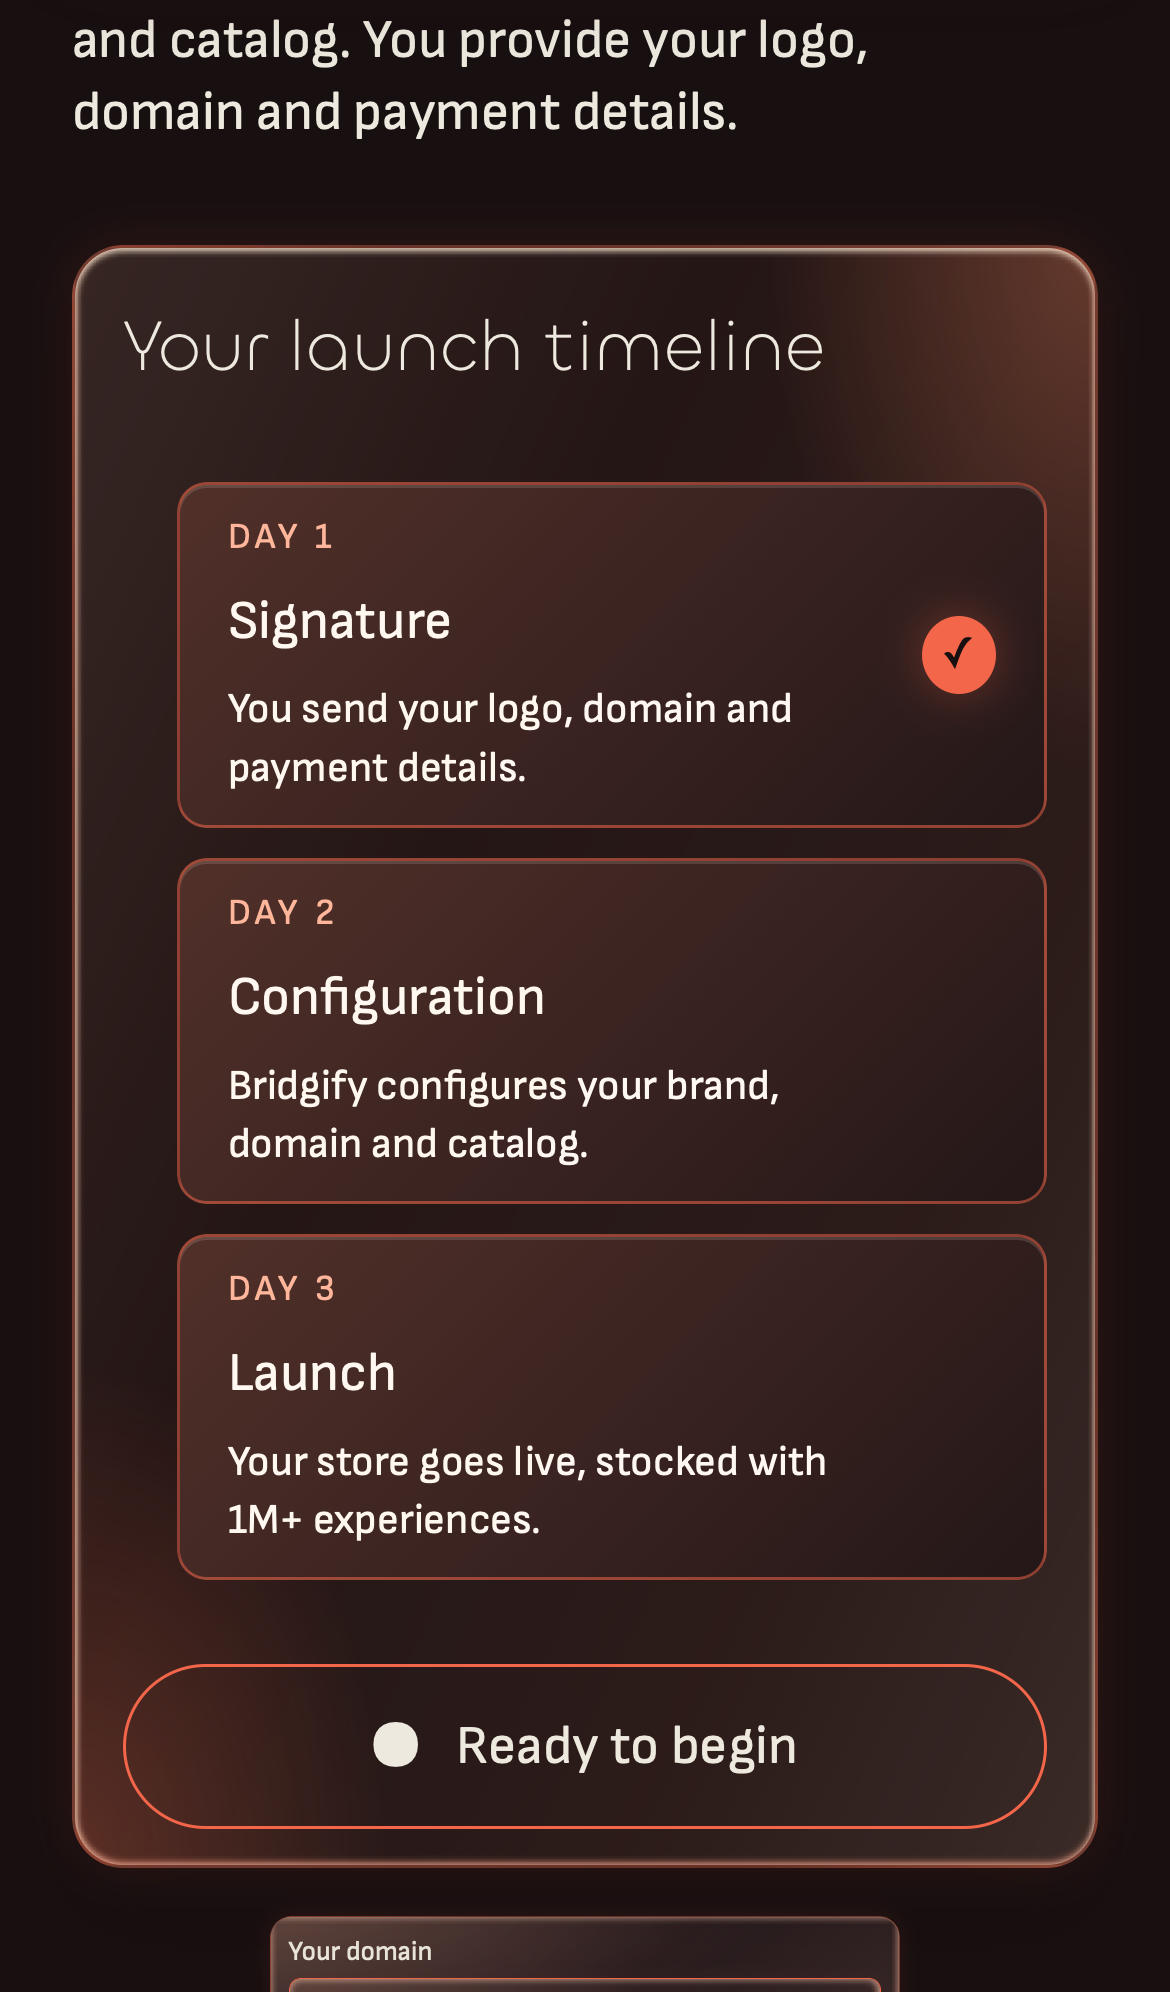 and catalog. You provide your logo,
domain and payment details.
Your launch timeline
DAY 1
Signature
You send your logo, domain and
payment details.
DAY 2
Configuration
Bridgify configures your brand,
domain and catalog.
DAY 3
Launch
Your store goes live, stocked with
1M+ experiences.
Ready to begin
Your domain